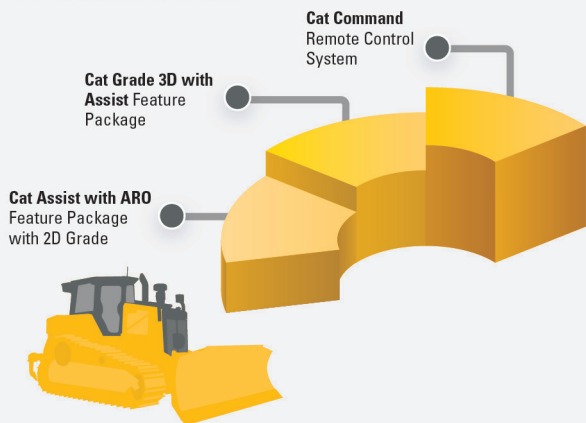 Cat Command
Remote Control
System
Cat Grade 3D with
Assist Feature
Package
Cat Assist with ARO
Feature Package
with 2D Grade